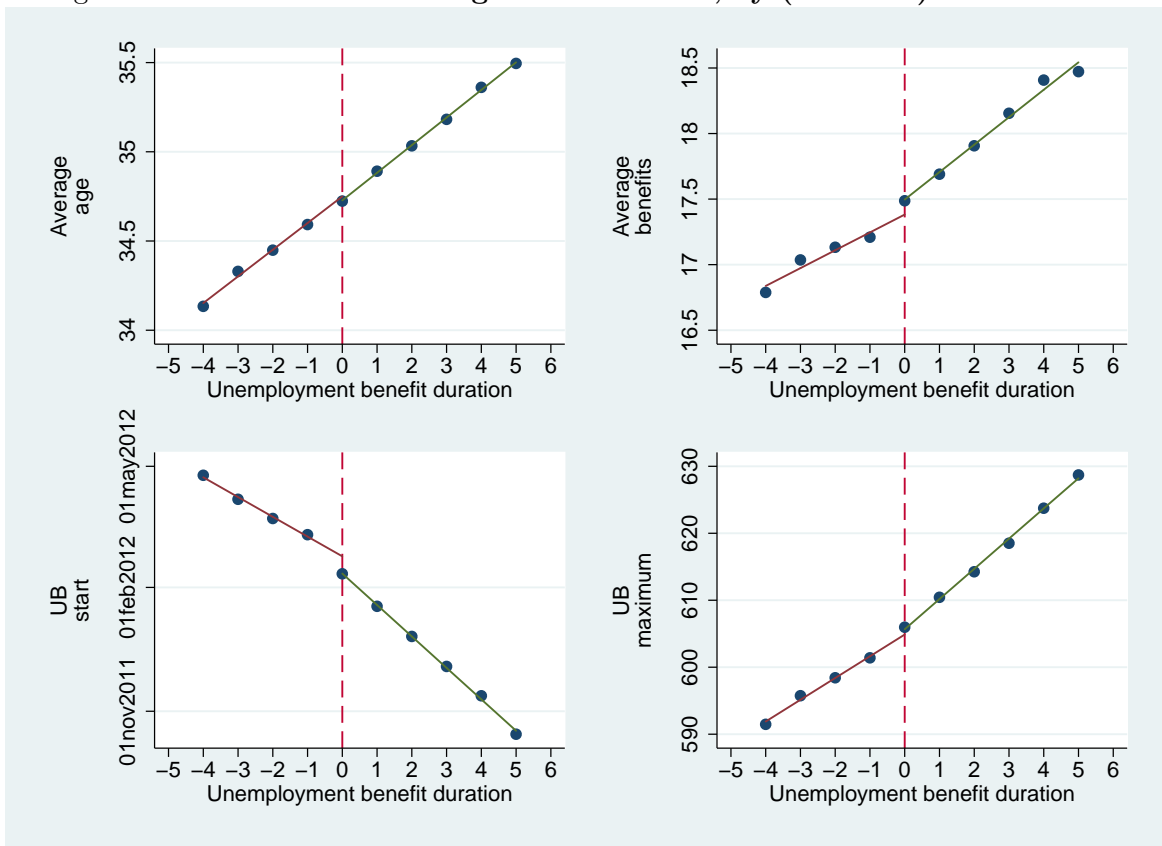 34
34.5
35
35.5
Average
age
−5 −4 −3 −2 −1 0 1 2 3 4 5 6
Unemployment benefit duration
16.5
17
17.5
18
18.5
Average
benefits
−5 −4 −3 −2 −1 0 1 2 3 4 5 6
Unemployment benefit duration
01nov2011
01feb2012
01may2012
UB
start
−5 −4 −3 −2 −1 0 1 2 3 4 5 6
Unemployment benefit duration
590
600
610
620
630
UB
maximum
−5 −4 −3 −2 −1 0 1 2 3 4 5 6
Unemployment benefit duration